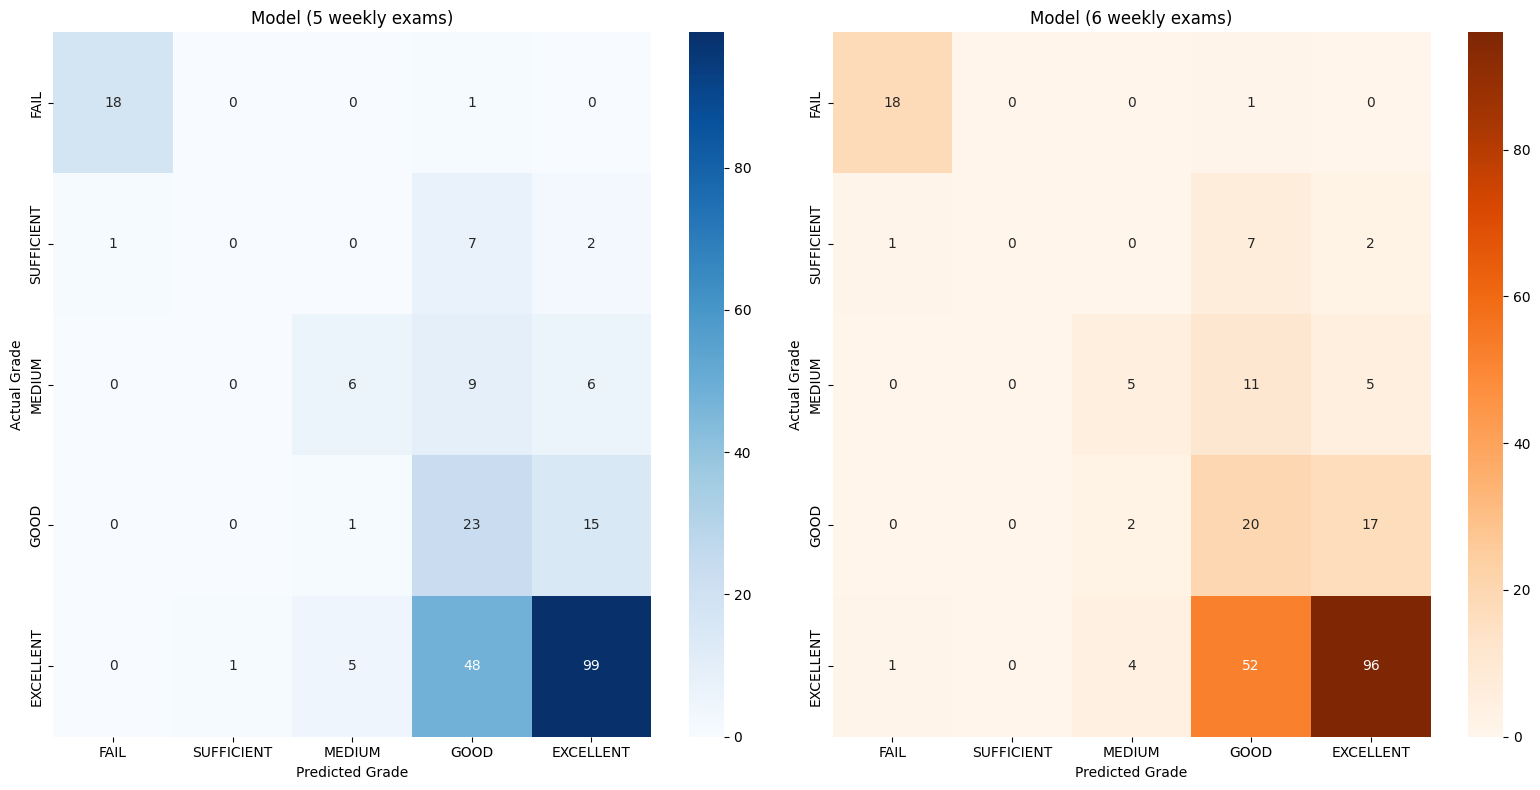 Model (5 weekly exams)
Actual Grade
FAIL 18 0 0 1 0
SUFFICIENT 1 0 0 7 2
MEDIUM 0 0 6 9 6
GOOD 0 0 1 23 15
EXCELLENT 0 1 5 48 99
FAIL SUFFICIENT MEDIUM GOOD EXCELLENT
Predicted Grade
80
60
40
20
0
Model (6 weekly exams)
Actual Grade
FAIL 18 0 0 1 0
SUFFICIENT 1 0 0 7 2
MEDIUM 0 0 5 11 5
GOOD 0 0 2 20 17
EXCELLENT 1 0 4 52 96
FAIL SUFFICIENT MEDIUM GOOD EXCELLENT
Predicted Grade
80
60
40
20
0